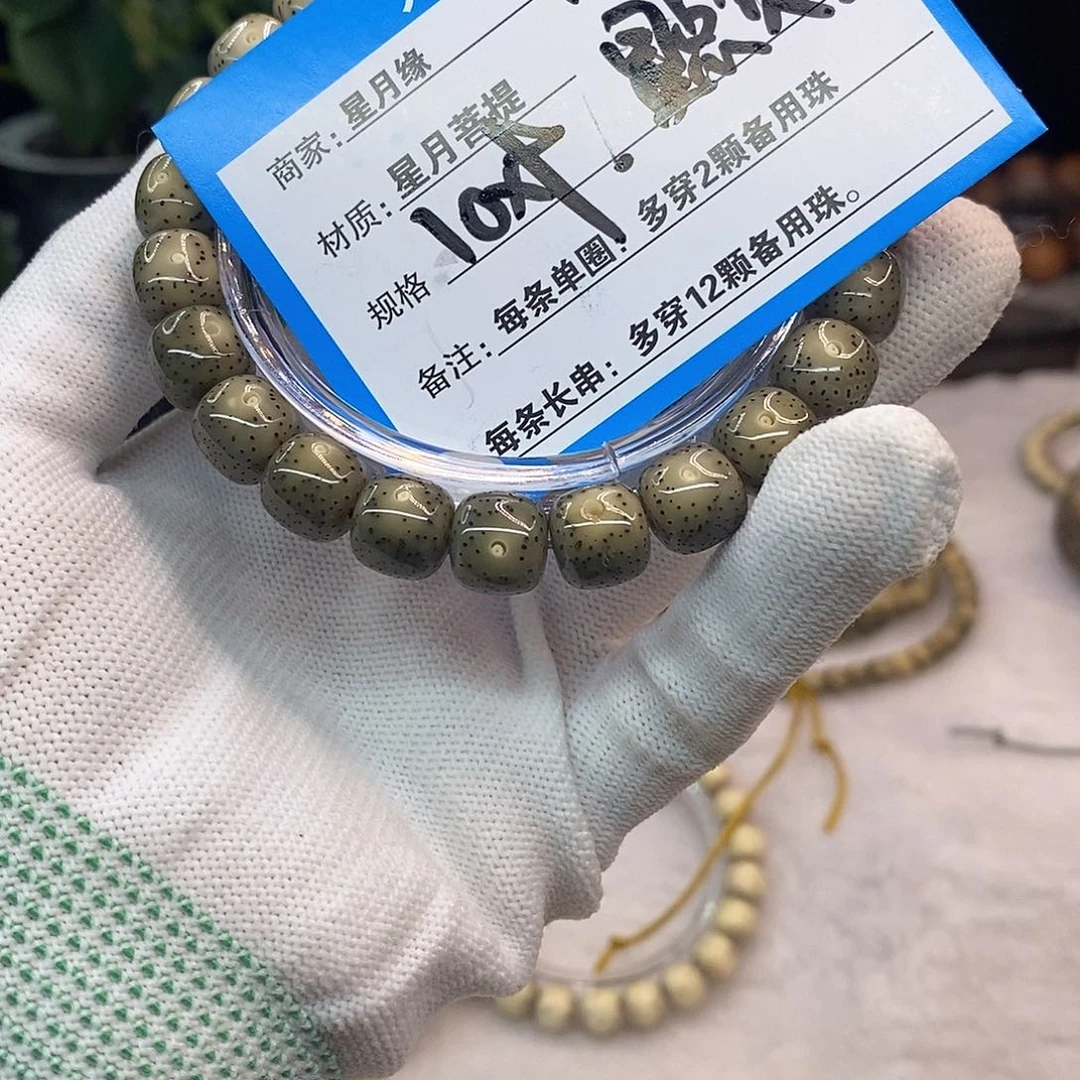 商家:星月缘
材质:星月菩提
规格 10x
备注:每条单圈:多穿2颗备用珠
每条长串:多穿12颗备用珠。